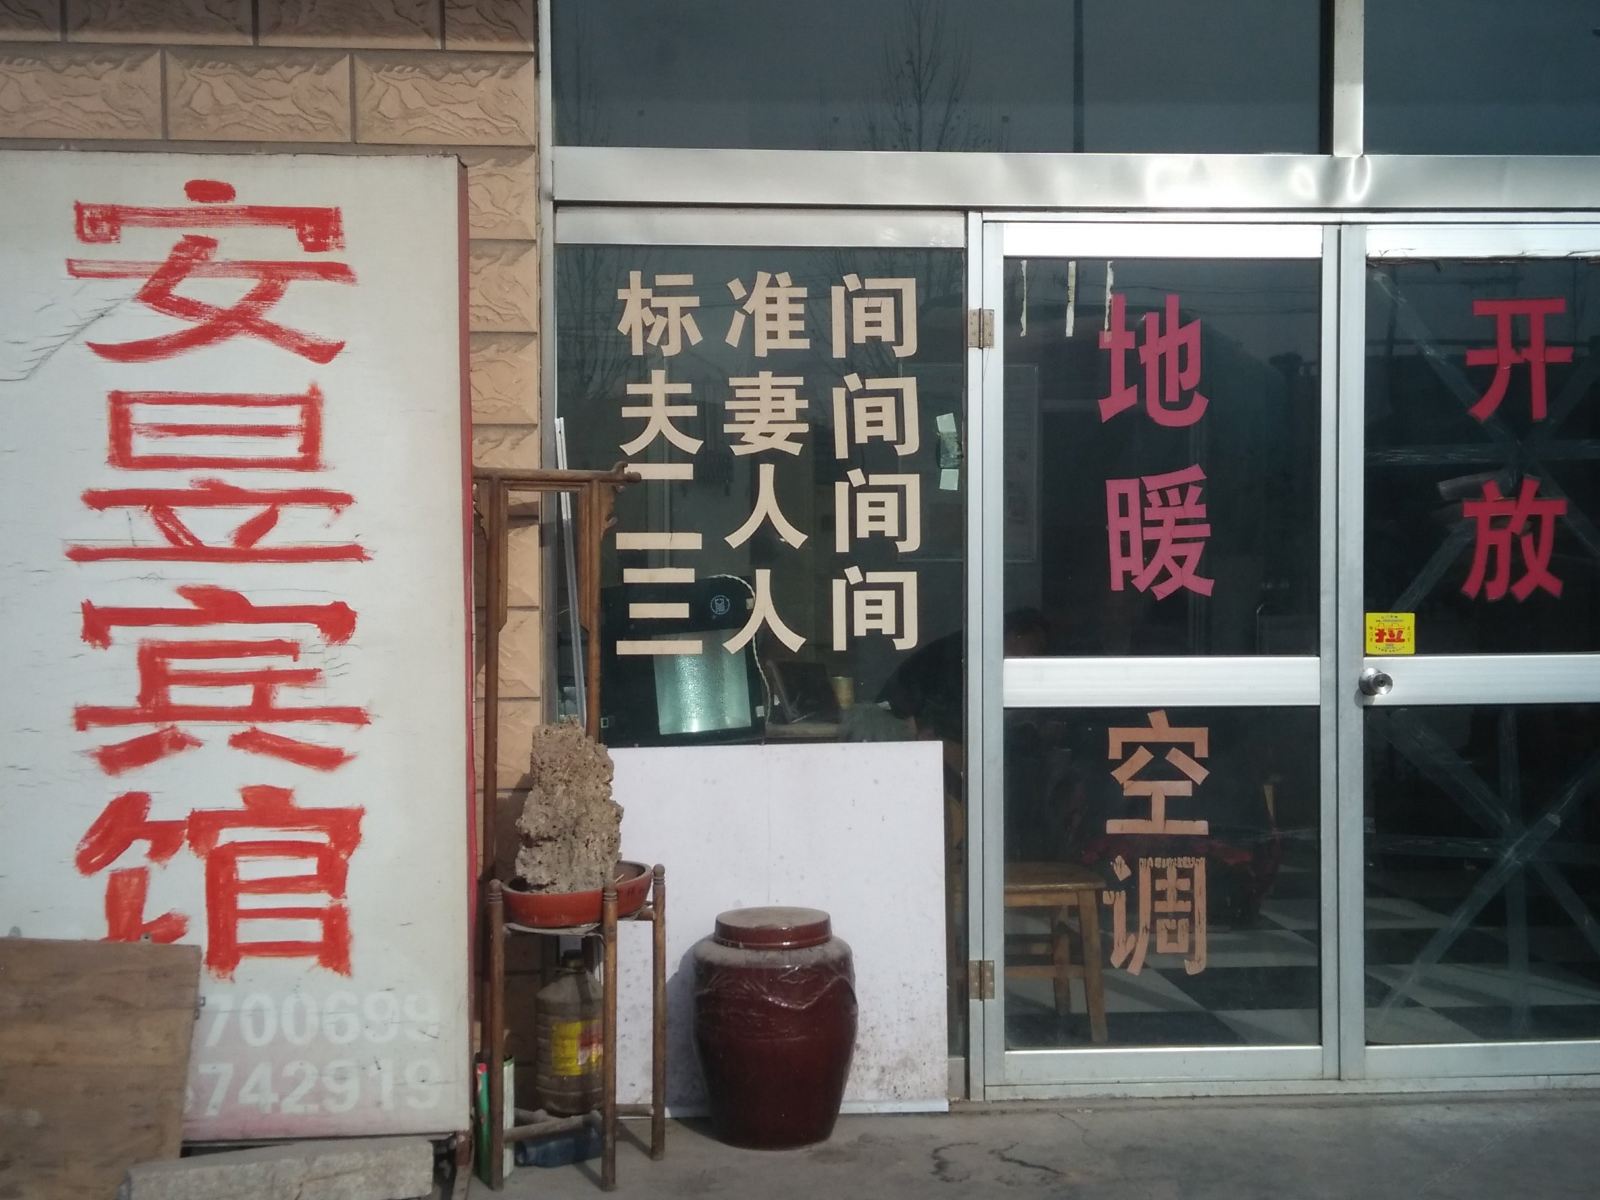 安昱宾馆
700699
742919
标准间
夫妻间
二人间
三人间
地暖
空调
开放
拉